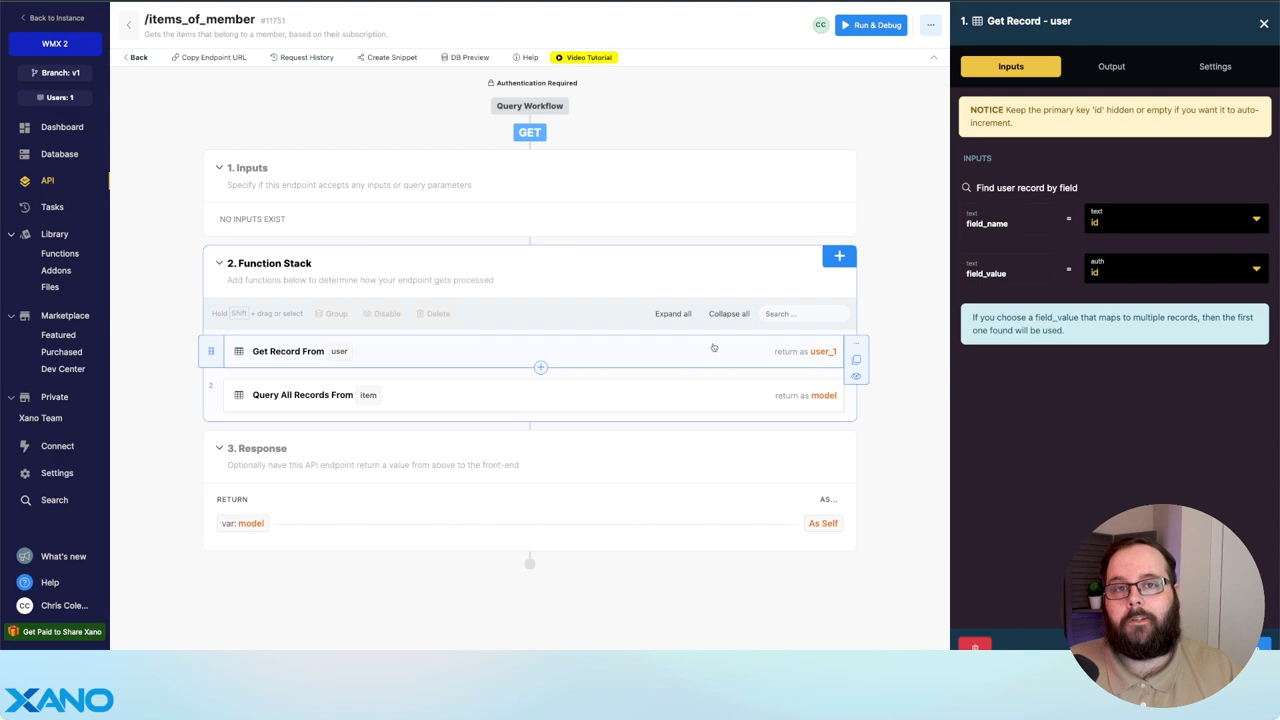 Back to Instance
WMX 2
Branch: v1
Users: 1
Dashboard
Database
API
Tasks
Library
Functions
Addons
Files
Marketplace
Featured
Purchased
Dev Center
Private
Xano Team
Connect
Settings
Search
What's new
Help
CC Chris Cole...
Get Paid to Share Xano
XANO
/items_of_member #11751
Gets the items that belong to a member, based on their subscription.
CC
Run & Debug
...
Back
Copy Endpoint URL
Request History
Create Snippet
DB Preview
Help
Video Tutorial
Authentication Required
Query Workflow
GET
1. Inputs
Specify if this endpoint accepts any inputs or query parameters
NO INPUTS EXIST
2. Function Stack
Add functions below to determine how your endpoint gets processed
Hold Shift + drag or select
Group
Disable
Delete
Expand all
Collapse all
Search ...
Get Record From user
return as user_1
2
Query All Records From item
return as model
3. Response
Optionally have this API endpoint return a value from above to the front-end
RETURN
AS...
var: model
As Self
1. Get Record - user
Inputs
Output
Settings
NOTICE Keep the primary key 'id' hidden or empty if you want it to auto-
increment.
INPUTS
Find user record by field
text
field_name
=
text
id
text
field_value
=
auth
id
If you choose a field_value that maps to multiple records, then the first
one found will be used.